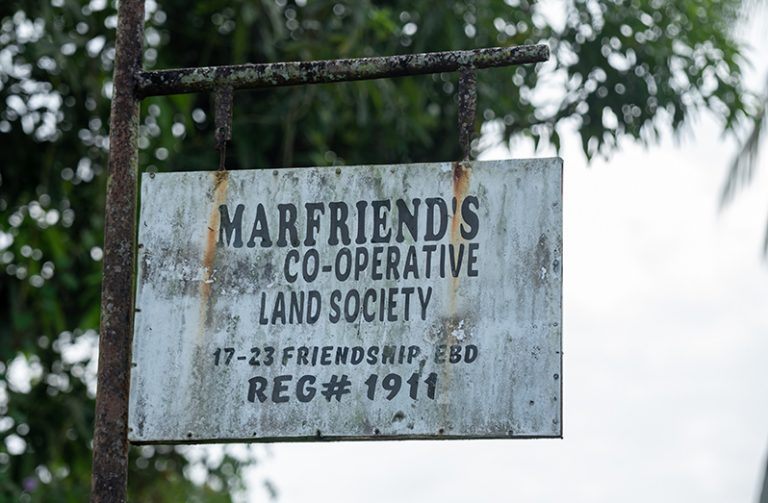 MARFRIEND'S
CO-OPERATIVE
LAND SOCIETY
17-23 FRIENDSHIP, EBD
REG# 1911